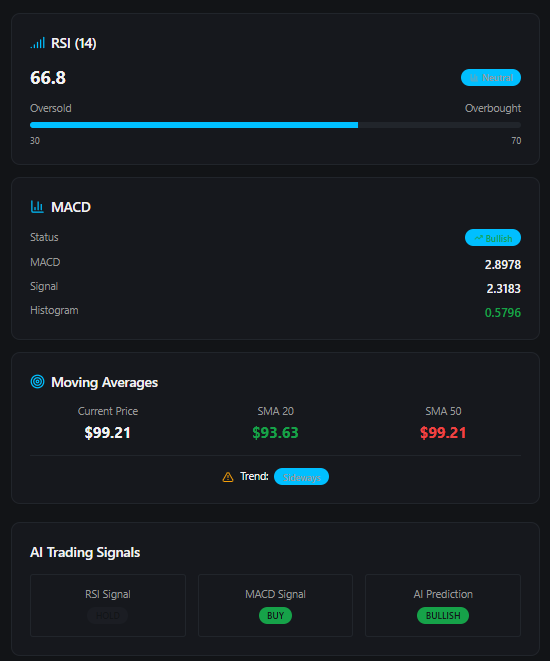 RSI (14)
66.8 Neutral
Oversold Overbought
30 70
MACD
Status Bullish
MACD 2.8978
Signal 2.3183
Histogram 0.5796
Moving Averages
Current Price SMA 20 SMA 50
$99.21 $93.63 $99.21
Trend: Sideways
AI Trading Signals
RSI Signal MACD Signal AI Prediction
BUY BULLISH